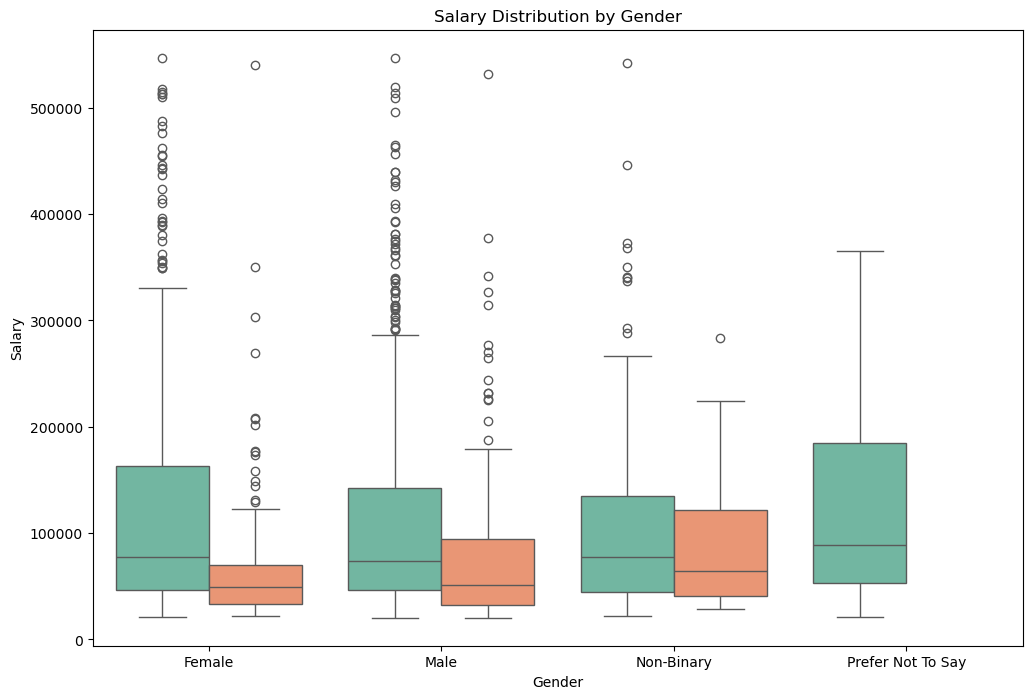 Salary Distribution by Gender
500000
400000
300000
200000
100000
0
Salary
Female
Male
Non-Binary
Prefer Not To Say
Gender